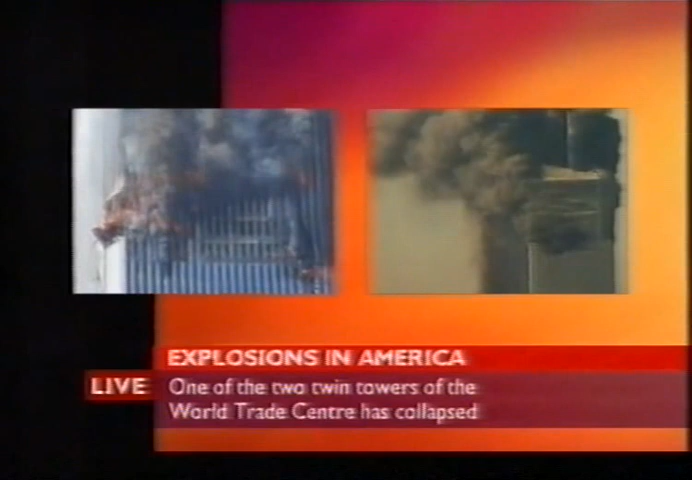 EXPLOSIONS IN AMERICA
LIVE One of the two twin towers of the
World Trade Centre has collapsed